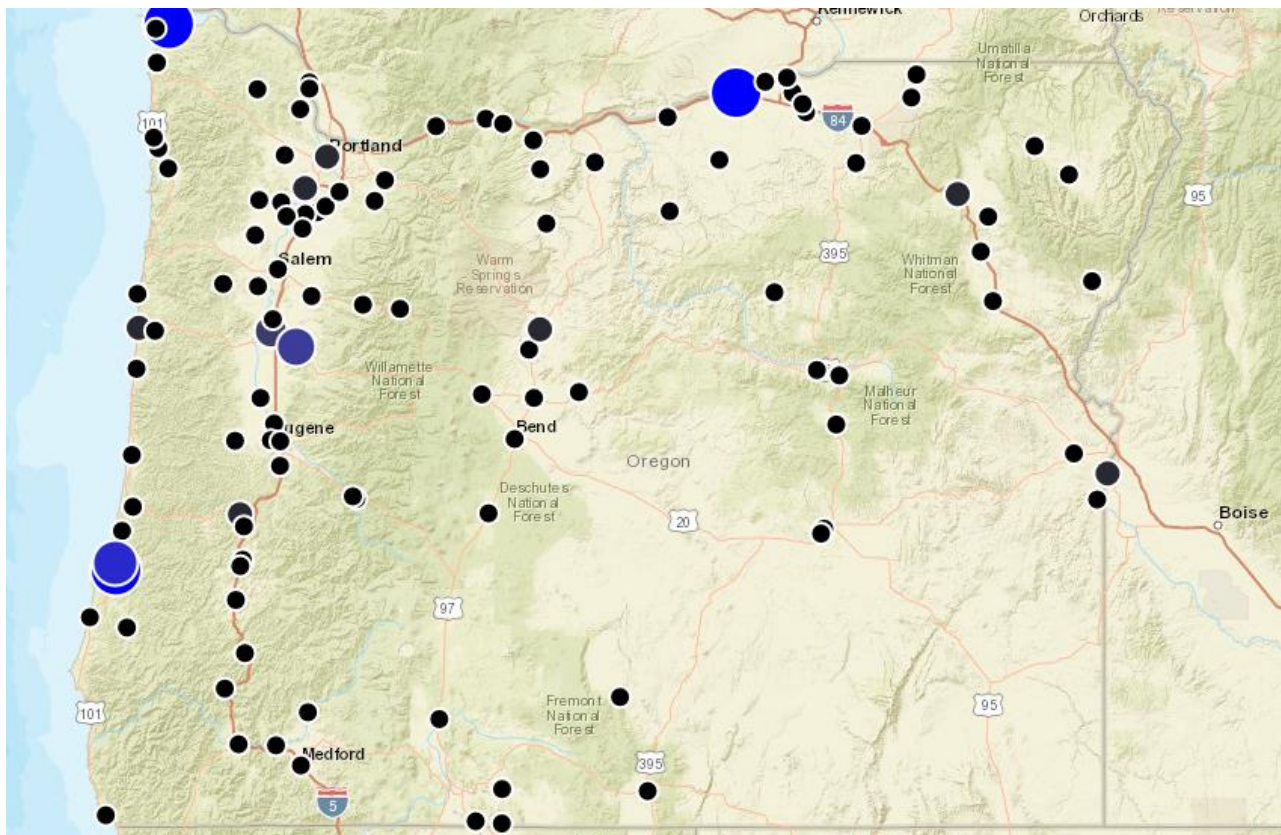 Kennewick
Orchards
Reservation
Umatilla
National
Forest
101
84
Portland
95
Salem
Warm
Springs
Reservation
395
Whitman
National
Forest
Willamette
National
Forest
Malheur
National
Forest
Eugene
Bend
Oregon
Deschutes
National
Forest
20
Boise
97
Fremont
National
Forest
101
95
Medford
395
5